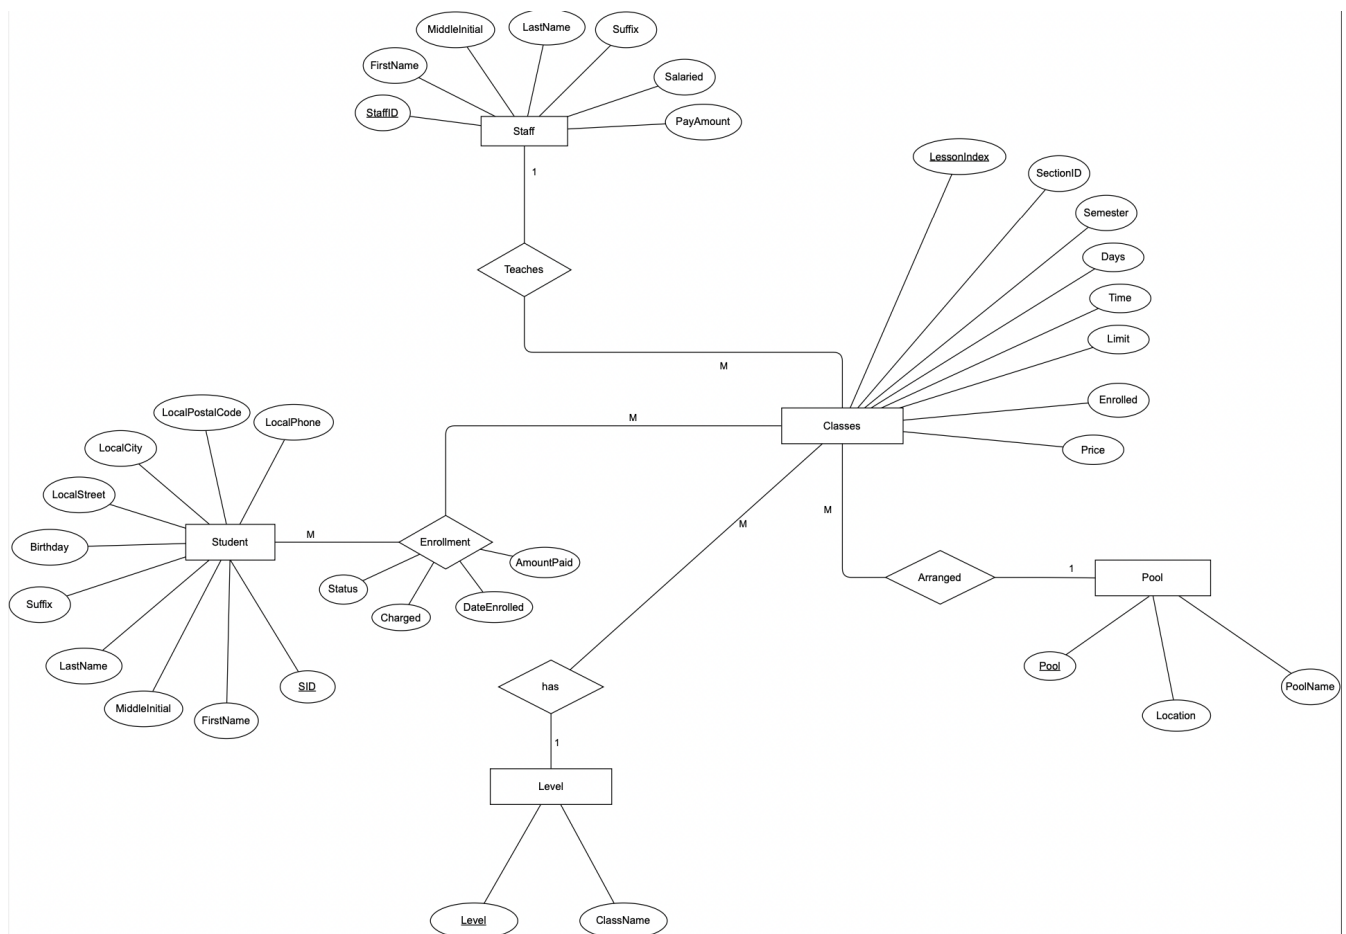 MiddleInitial
LastName
Suffix
FirstName
Salaried
StaffID
PayAmount
Staff
1
Teaches
M
LessonIndex
SectionID
Semester
Days
Time
Limit
Enrolled
Price
Classes
M
LocalPostalCode
LocalPhone
LocalCity
LocalStreet
Birthday
Suffix
LastName
MiddleInitial
FirstName
SID
Student
M
Enrollment
Status
Charged
DateEnrolled
AmountPaid
M
M
Arranged
1
Pool
Pool
Location
PoolName
has
1
Level
Level
ClassName